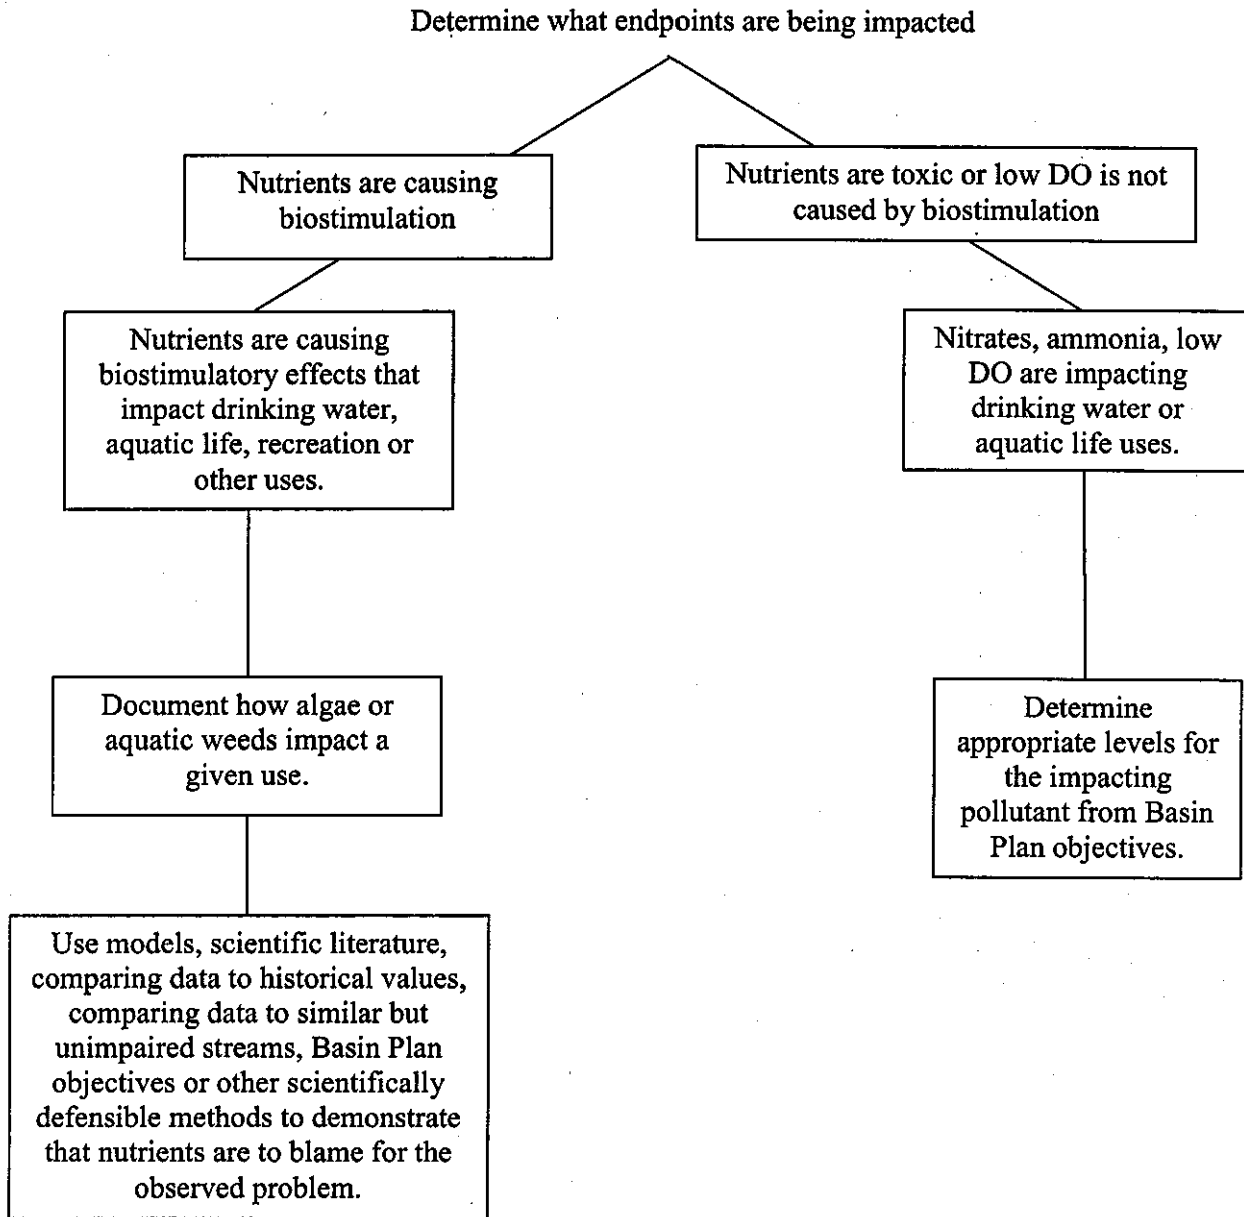 Determine what endpoints are being impacted
Nutrients are causing
biostimulation
Nutrients are toxic or low DO is not
caused by biostimulation
Nutrients are causing
biostimulatory effects that
impact drinking water,
aquatic life, recreation or
other uses.
Nitrates, ammonia, low
DO are impacting
drinking water or
aquatic life uses.
Document how algae or
aquatic weeds impact a
given use.
Determine
appropriate levels for
the impacting
pollutant from Basin
Plan objectives.
Use models, scientific literature,
comparing data to historical values,
comparing data to similar but
unimpaired streams, Basin Plan
objectives or other scientifically
defensible methods to demonstrate
that nutrients are to blame for the
observed problem.